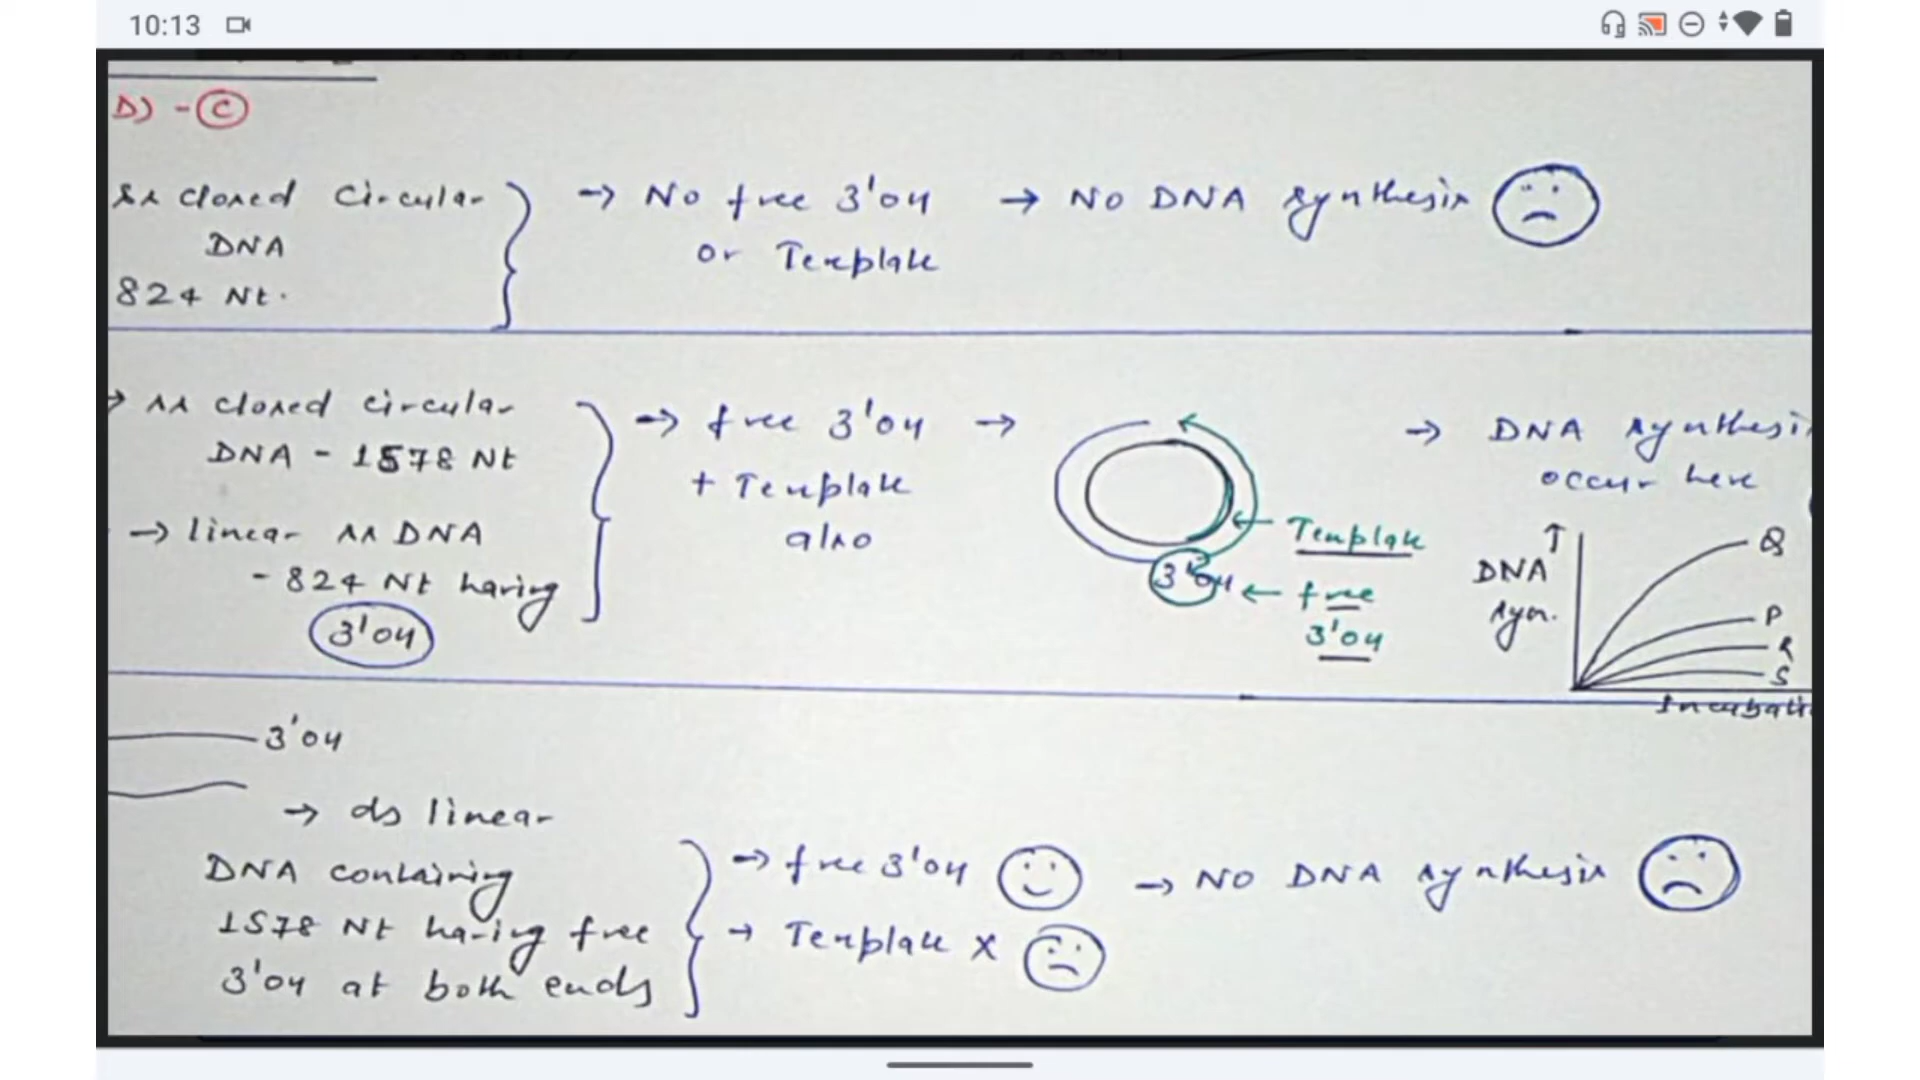 10:13
D) - C
ss closed Circular → No free 3'OH → NO DNA synthesis
DNA or Template
824 Nt.
→ ss closed circular → free 3'OH → → DNA synthesi
DNA - 1578 Nt + Template occur here
also
→ linear ss DNA ← Template
- 824 Nt having 3'OH ← free
3'OH 3'OH
↑
DNA
syn.
Q
P
R
S
Incubati
3'OH
→ ds linear
DNA containing → free 3'OH → NO DNA synthesis
1578 Nt having free → Template x
3'OH at both ends